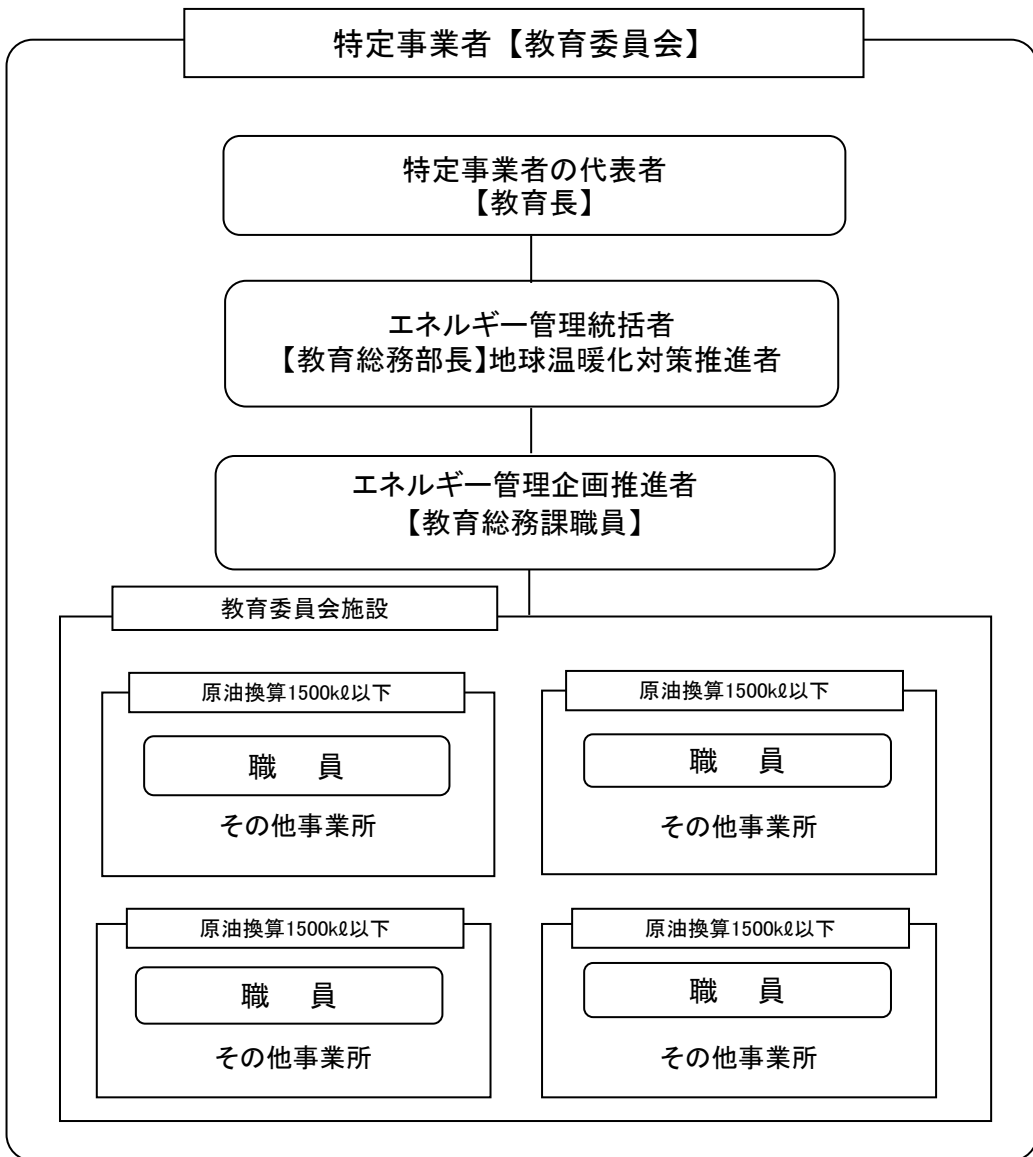 特定事業者【教育委員会】
特定事業者の代表者
【教育長】
エネルギー管理統括者
【教育総務部長】地球温暖化対策推進者
エネルギー管理企画推進者
【教育総務課職員】
教育委員会施設
原油換算1500kℓ以下
職　員
その他事業所
原油換算1500kℓ以下
職　員
その他事業所
原油換算1500kℓ以下
職　員
その他事業所
原油換算1500kℓ以下
職　員
その他事業所